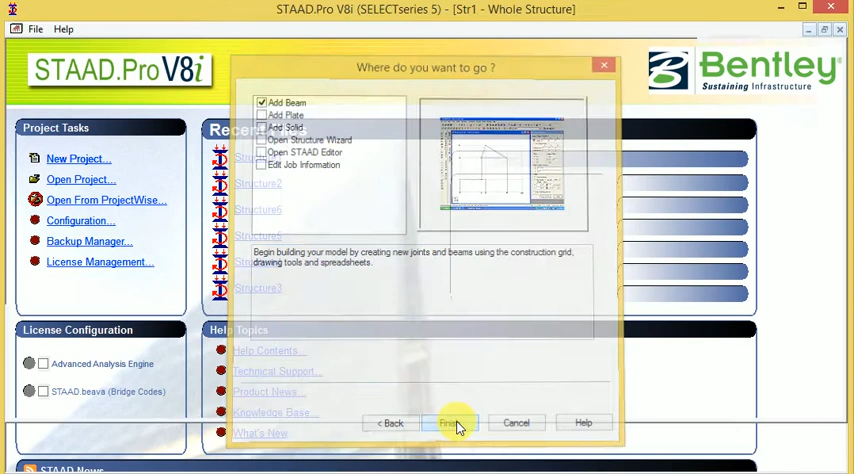 STAAD.Pro V8i (SELECTseries 5) - [Str1 - Whole Structure]
File Help
STAAD.Pro V8i
Bentley
Sustaining Infrastructure
Where do you want to go ?
Add Beam
Add Plate
Add Solid
Open Structure Wizard
Open STAAD Editor
Edit Job Information
Begin building your model by creating new joints and beams using the construction grid,
drawing tools and spreadsheets.
< Back
Cancel
Help
Project Tasks
New Project...
Open Project...
Open From ProjectWise...
Configuration...
Backup Manager...
License Management...
Recent Files
Structure2
Structure6
Structure5
Structure3
License Configuration
Advanced Analysis Engine
STAAD.beava (Bridge Codes)
Help Topics
Help Contents...
Technical Support...
Product News...
Knowledge Base...
What's New
STAAD News